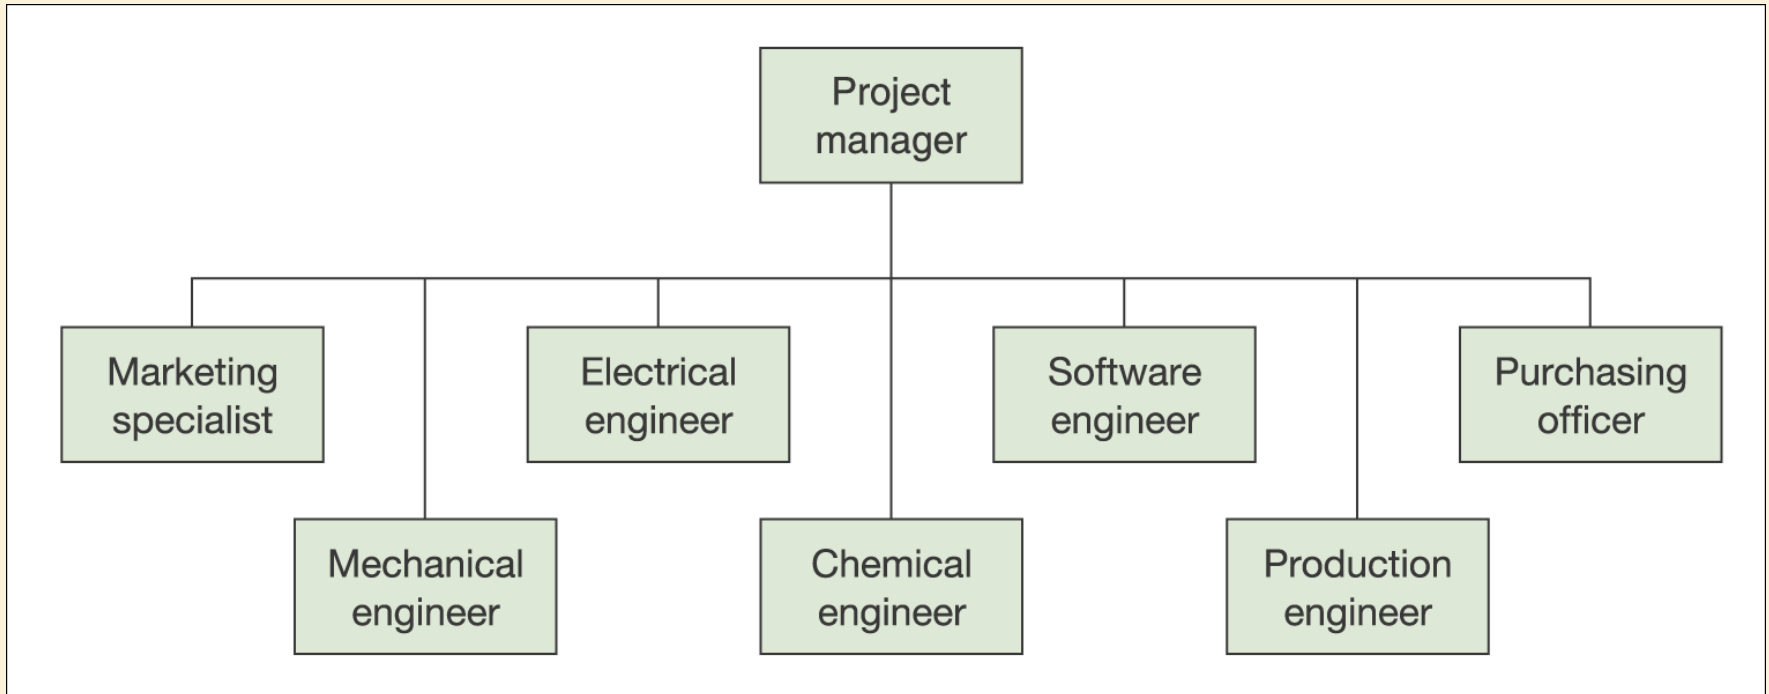 Project
manager
Marketing
specialist
Electrical
engineer
Software
engineer
Purchasing
officer
Mechanical
engineer
Chemical
engineer
Production
engineer